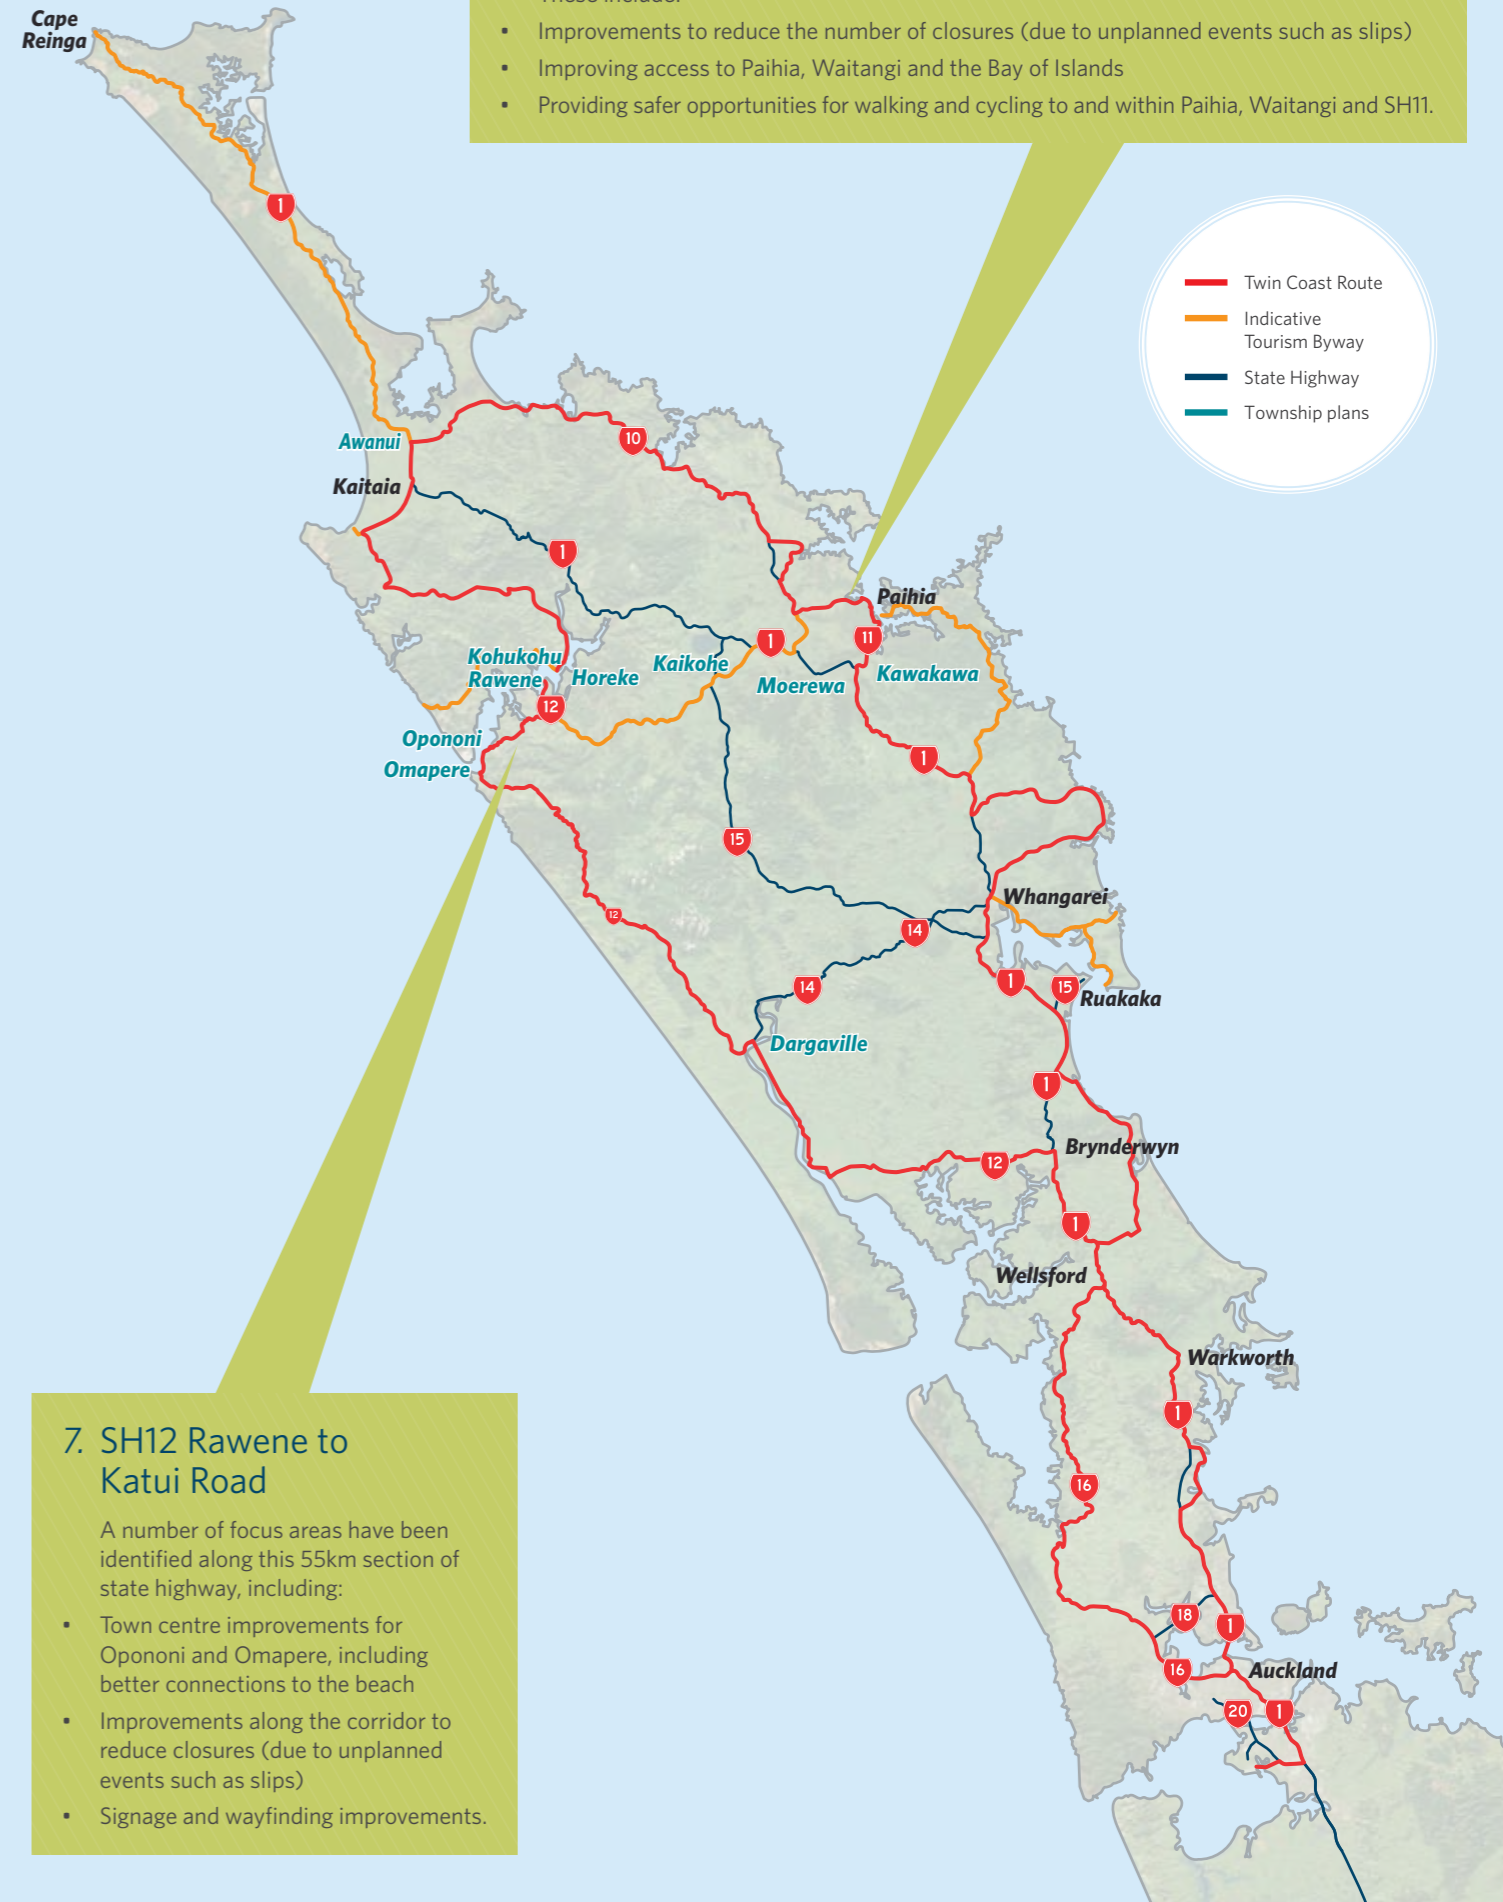 These include:
• Improvements to reduce the number of closures (due to unplanned events such as slips)
• Improving access to Paihia, Waitangi and the Bay of Islands
• Providing safer opportunities for walking and cycling to and within Paihia, Waitangi and SH11.
Cape
Reinga
1
Twin Coast Route
Indicative
Tourism Byway
State Highway
Township plans
Awanui
10
Kaitaia
1
Paihia
1
11
Kohukohu
Rawene
Horeke
Kaikohe
Moerewa
Kawakawa
12
Opononi
Omapere
1
15
Whangarei
12
14
1
14
15
Ruakaka
Dargaville
1
Brynderwyn
12
1
Wellsford
Warkworth
1
16
18
1
16
Auckland
20
1
7. SH12 Rawene to
Katui Road
A number of focus areas have been
identified along this 55km section of
state highway, including:
• Town centre improvements for
Opononi and Omapere, including
better connections to the beach
• Improvements along the corridor to
reduce closures (due to unplanned
events such as slips)
• Signage and wayfinding improvements.